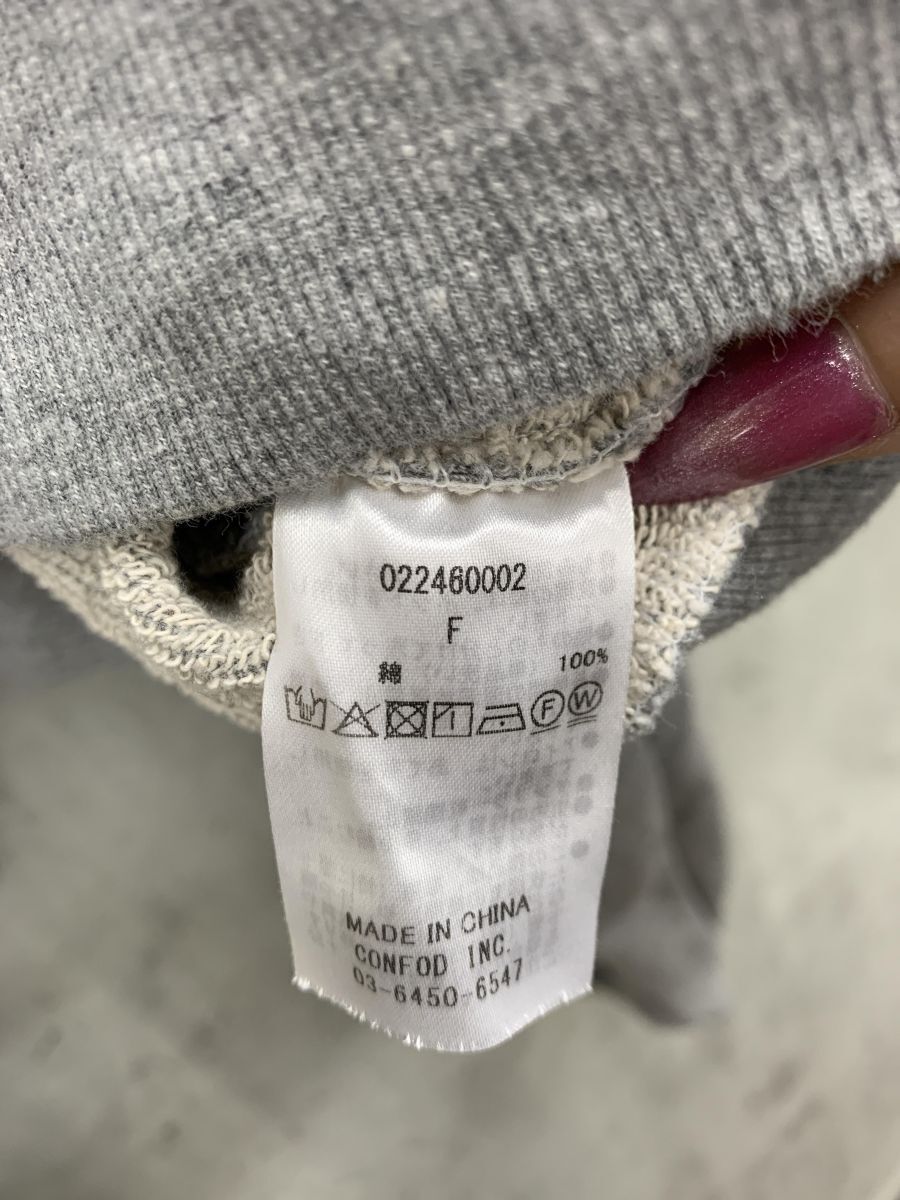 022460002
F
綿 100%
F W
MADE IN CHINA
CONFOD INC.
03-6450-6547